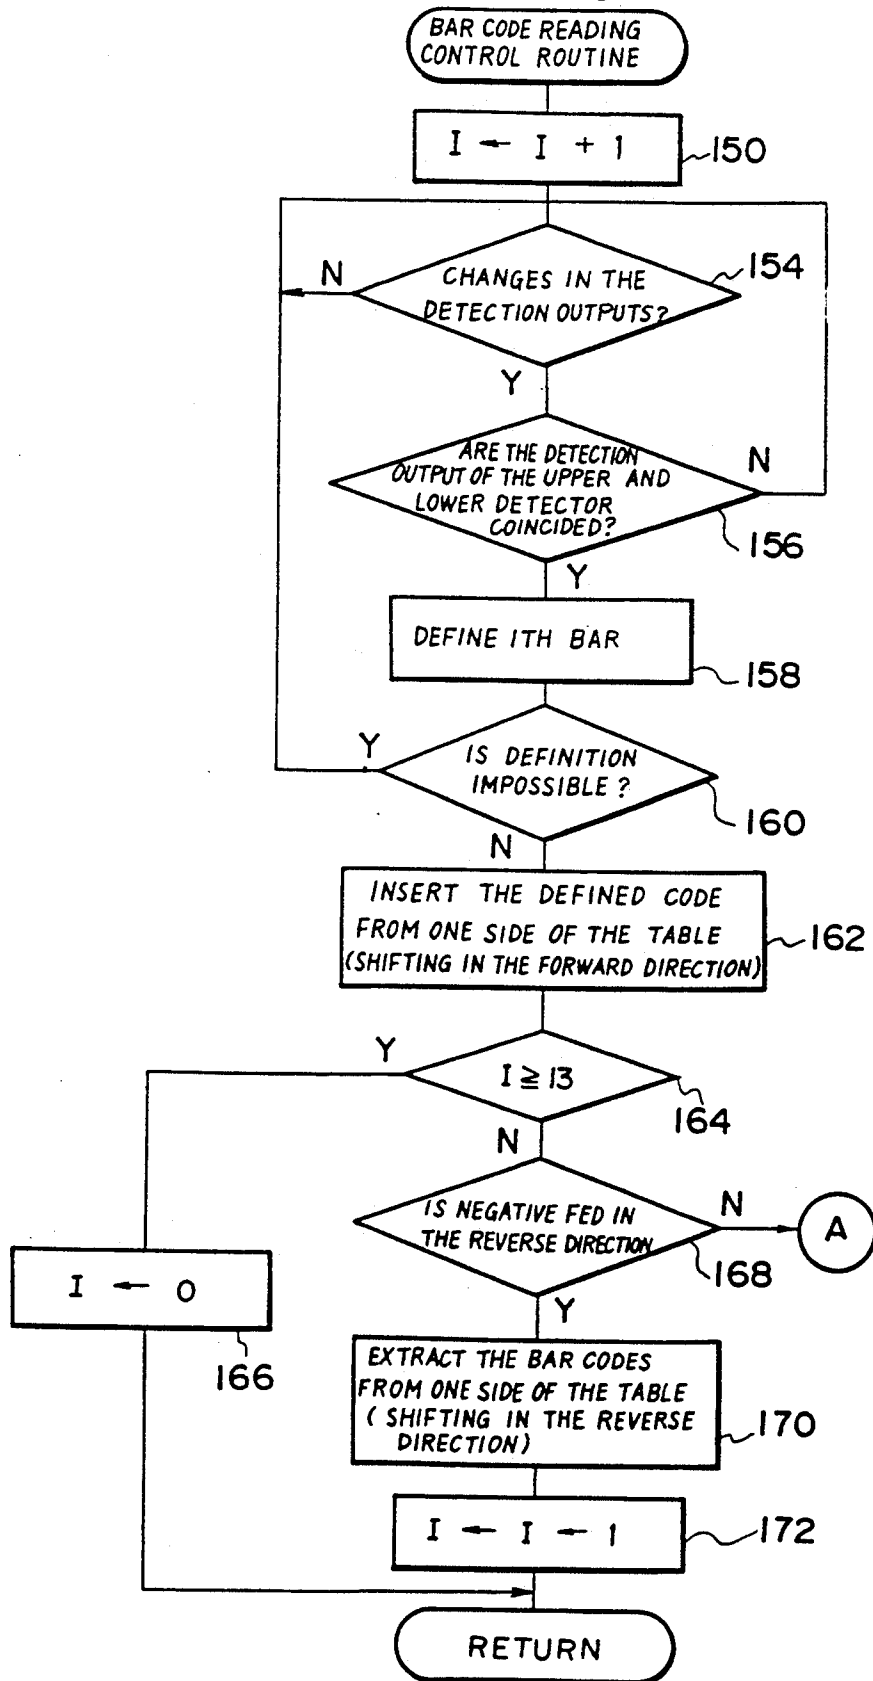 BAR CODE READING
CONTROL ROUTINE
I ← I + 1
150
N
CHANGES IN THE
DETECTION OUTPUTS?
154
Y
ARE THE DETECTION
OUTPUT OF THE UPPER AND
LOWER DETECTOR
COINCIDED?
N
156
Y
DEFINE ITH BAR
158
Y
IS DEFINITION
IMPOSSIBLE ?
160
N
INSERT THE DEFINED CODE
FROM ONE SIDE OF THE TABLE
(SHIFTING IN THE FORWARD DIRECTION)
162
Y
I ≧ 13
164
N
IS NEGATIVE FED IN
THE REVERSE DIRECTION
N
A
168
I ← 0
166
Y
EXTRACT THE BAR CODES
FROM ONE SIDE OF THE TABLE
( SHIFTING IN THE REVERSE
DIRECTION)
170
I ← I ← 1
172
RETURN